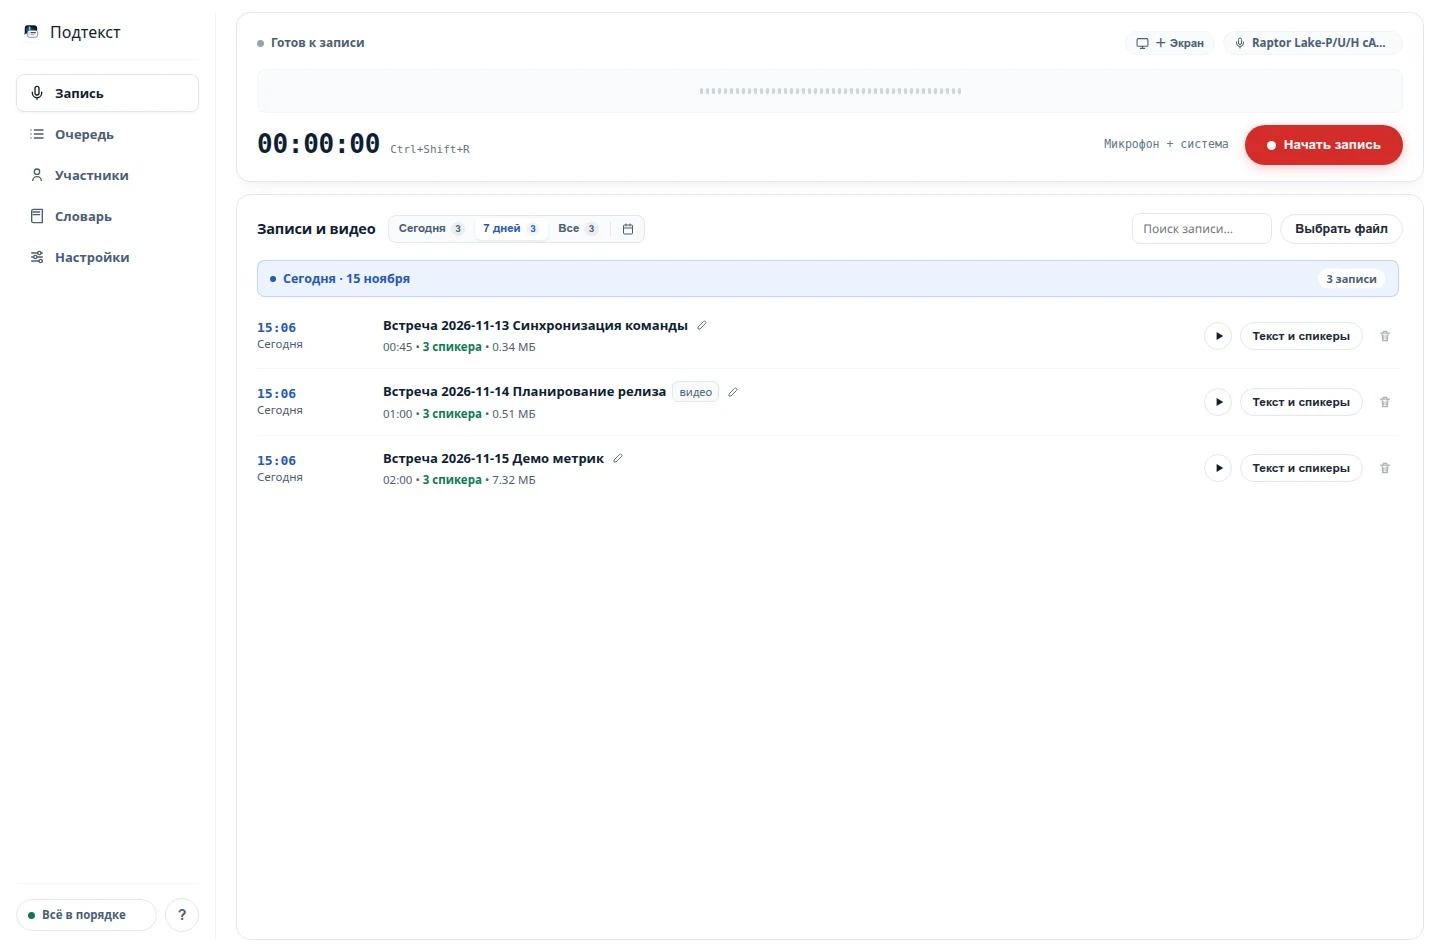 Подтекст
Запись
Очередь
Участники
Словарь
Настройки
Всё в порядке
?
Готов к записи
+ Экран
Raptor Lake-P/U/H cA...
00:00:00 Ctrl+Shift+R
Микрофон + система
Начать запись
Записи и видео
Сегодня 3
7 дней 3
Все 3
Поиск записи...
Выбрать файл
Сегодня · 15 ноября
3 записи
15:06
Сегодня
Встреча 2026-11-13 Синхронизация команды
00:45 • 3 спикера • 0.34 МБ
Текст и спикеры
15:06
Сегодня
Встреча 2026-11-14 Планирование релиза видео
01:00 • 3 спикера • 0.51 МБ
Текст и спикеры
15:06
Сегодня
Встреча 2026-11-15 Демо метрик
02:00 • 3 спикера • 7.32 МБ
Текст и спикеры